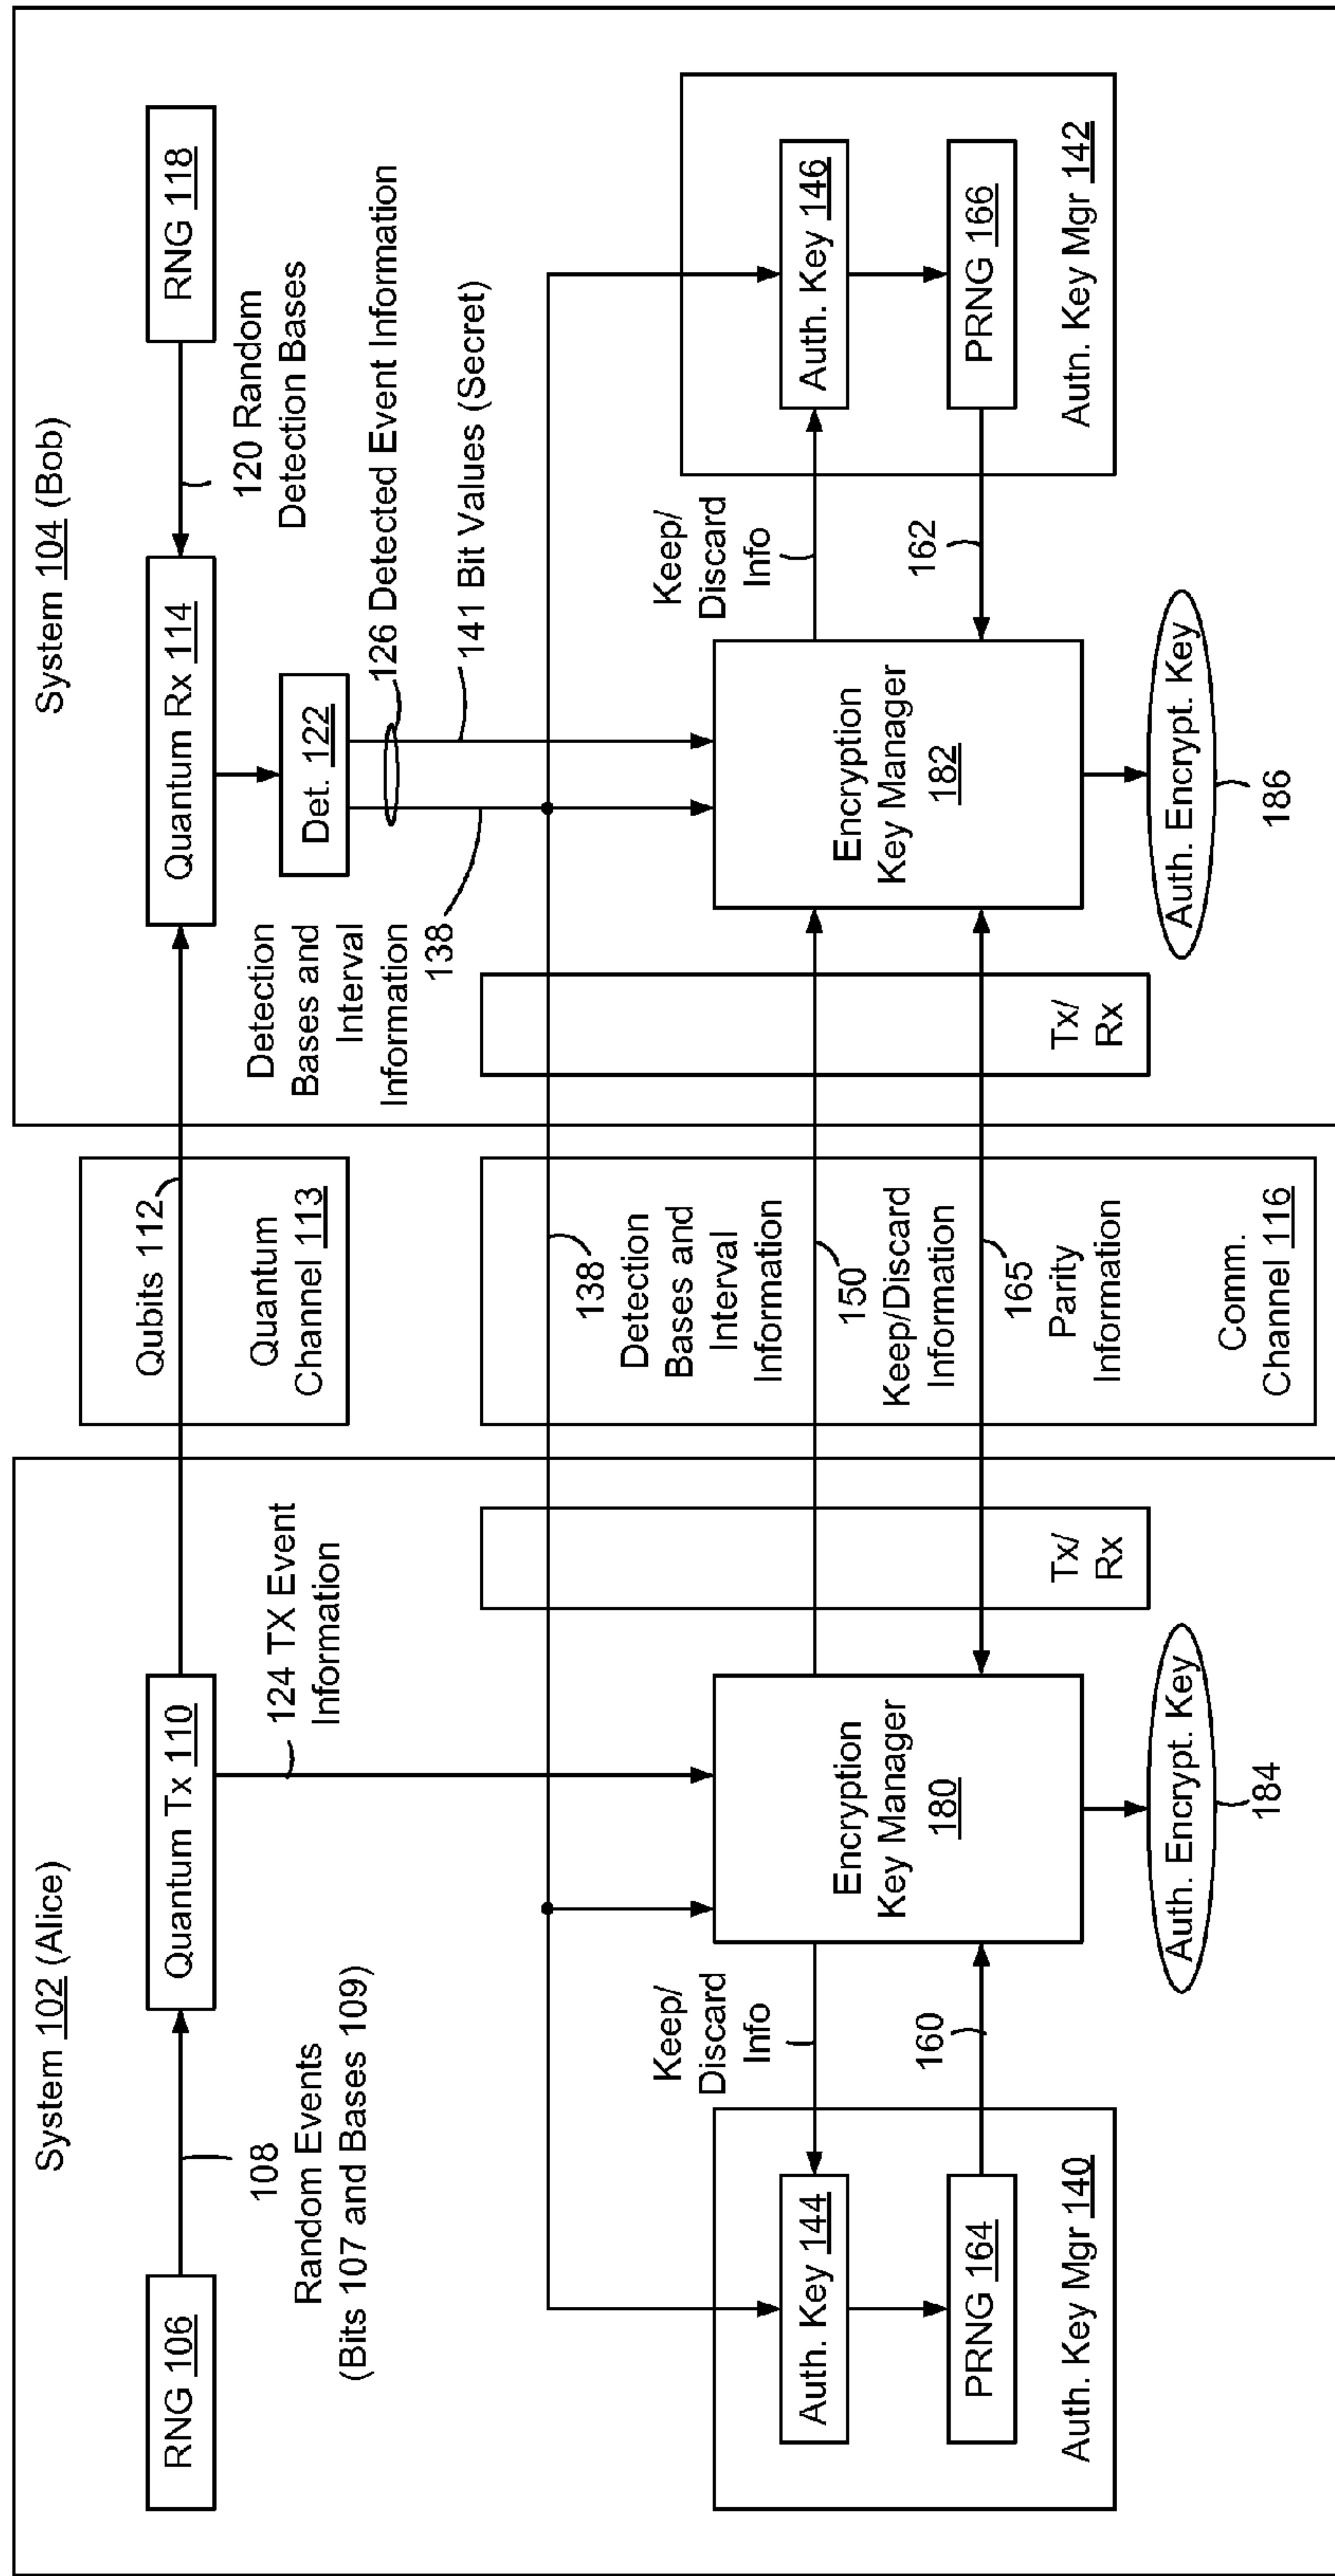 System 102 (Alice)
RNG 106
108
Random Events
(Bits 107 and Bases 109)
Quantum Tx 110
124 TX Event
Information
Keep/
Discard
Info
Auth. Key 144
PRNG 164
Auth. Key Mgr 140
160
Encryption
Key Manager
180
Auth. Encrypt. Key
184
Tx/
Rx
Qubits 112
Quantum
Channel 113
138
Detection
Bases and
Interval
Information
150
Keep/Discard
Information
165
Parity
Information
Comm.
Channel 116
System 104 (Bob)
Quantum Rx 114
RNG 118
120 Random
Detection Bases
Det. 122
126 Detected Event Information
141 Bit Values (Secret)
Detection
Bases and
Interval
Information
138
Tx/
Rx
Encryption
Key Manager
182
Auth. Encrypt. Key
186
Keep/
Discard
Info
162
Auth. Key 146
PRNG 166
Autn. Key Mgr 142